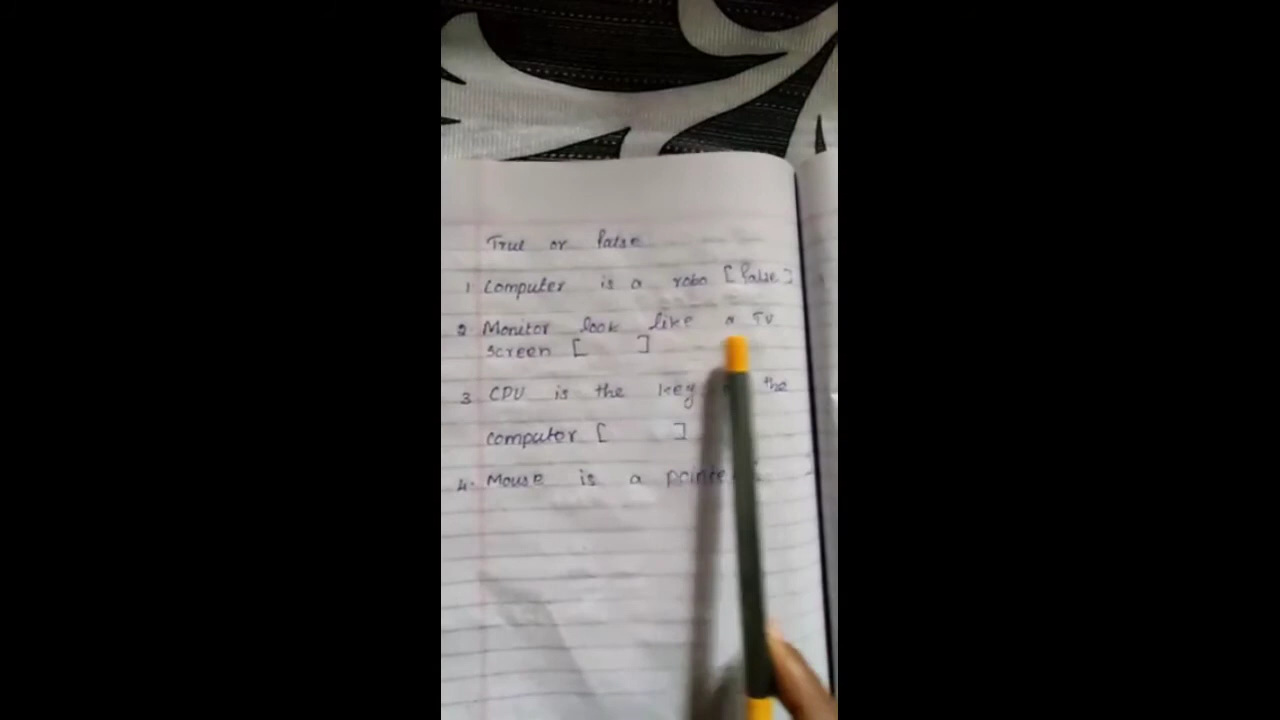 True or false
1 Computer is a robo [false]
2 Monitor look like a TV
screen [ ]
3 CPU is the key the
computer [ ]
4. Mouse is a